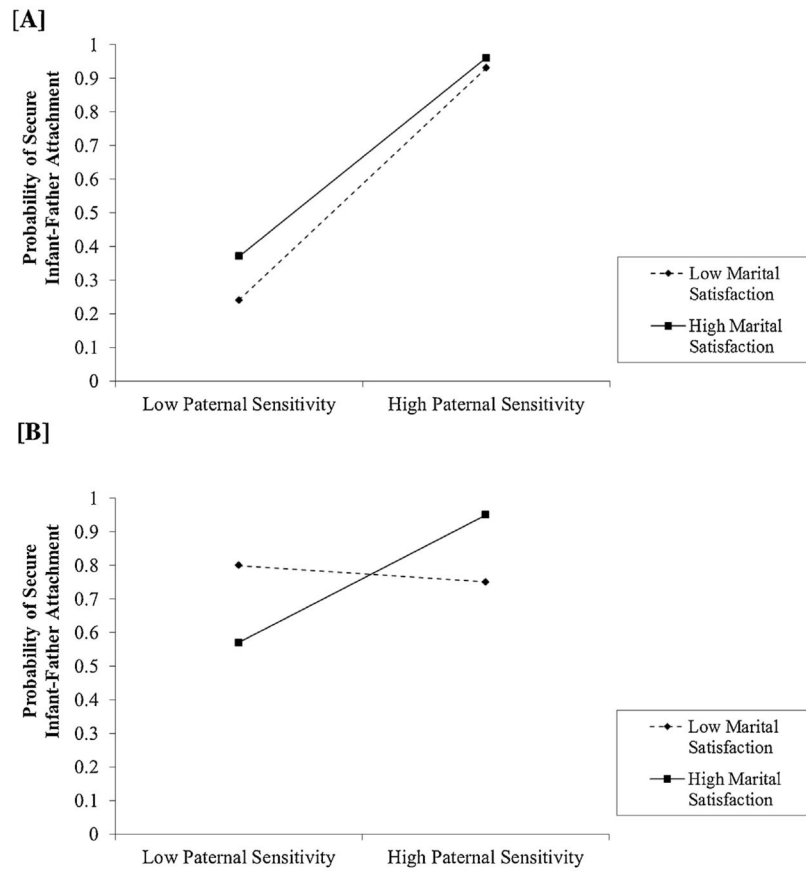 [A]
Probability of Secure
Infant-Father Attachment
1
0.9
0.8
0.7
0.6
0.5
0.4
0.3
0.2
0.1
0
Low Paternal Sensitivity
High Paternal Sensitivity
Low Marital
Satisfaction
High Marital
Satisfaction
[B]
Probability of Secure
Infant-Father Attachment
1
0.9
0.8
0.7
0.6
0.5
0.4
0.3
0.2
0.1
0
Low Paternal Sensitivity
High Paternal Sensitivity
Low Marital
Satisfaction
High Marital
Satisfaction